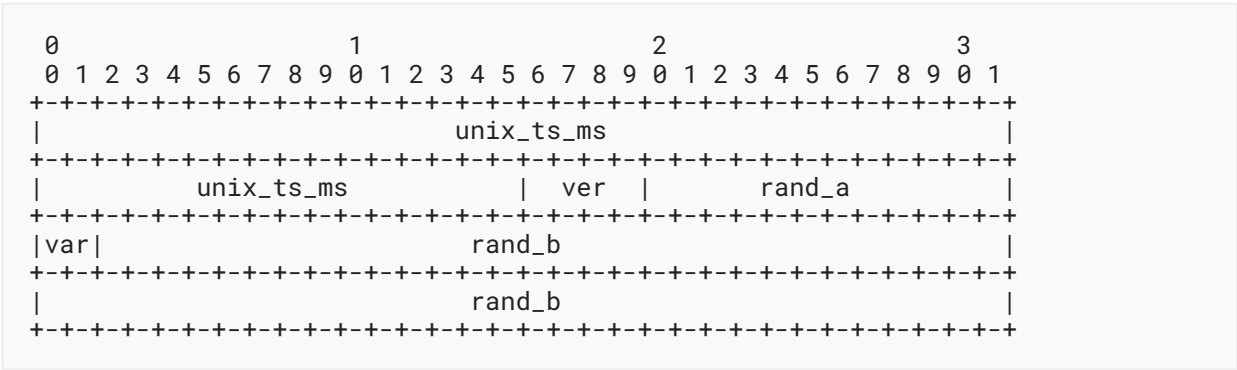 0                   1                   2                   3
 0 1 2 3 4 5 6 7 8 9 0 1 2 3 4 5 6 7 8 9 0 1 2 3 4 5 6 7 8 9 0 1
+-+-+-+-+-+-+-+-+-+-+-+-+-+-+-+-+-+-+-+-+-+-+-+-+-+-+-+-+-+-+-+-+
|                           unix_ts_ms                          |
+-+-+-+-+-+-+-+-+-+-+-+-+-+-+-+-+-+-+-+-+-+-+-+-+-+-+-+-+-+-+-+-+
|          unix_ts_ms           |  ver  |       rand_a          |
+-+-+-+-+-+-+-+-+-+-+-+-+-+-+-+-+-+-+-+-+-+-+-+-+-+-+-+-+-+-+-+-+
|var|                        rand_b                             |
+-+-+-+-+-+-+-+-+-+-+-+-+-+-+-+-+-+-+-+-+-+-+-+-+-+-+-+-+-+-+-+-+
|                            rand_b                             |
+-+-+-+-+-+-+-+-+-+-+-+-+-+-+-+-+-+-+-+-+-+-+-+-+-+-+-+-+-+-+-+-+